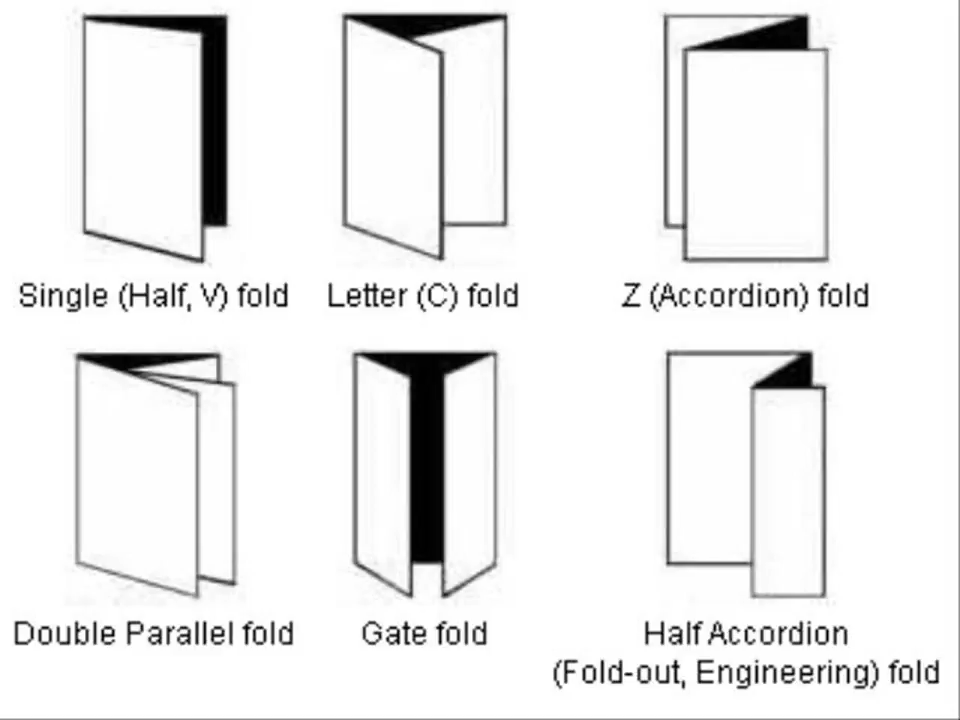 Single (Half, V) fold
Letter (C) fold
Z (Accordion) fold
Double Parallel fold
Gate fold
Half Accordion
(Fold-out, Engineering) fold